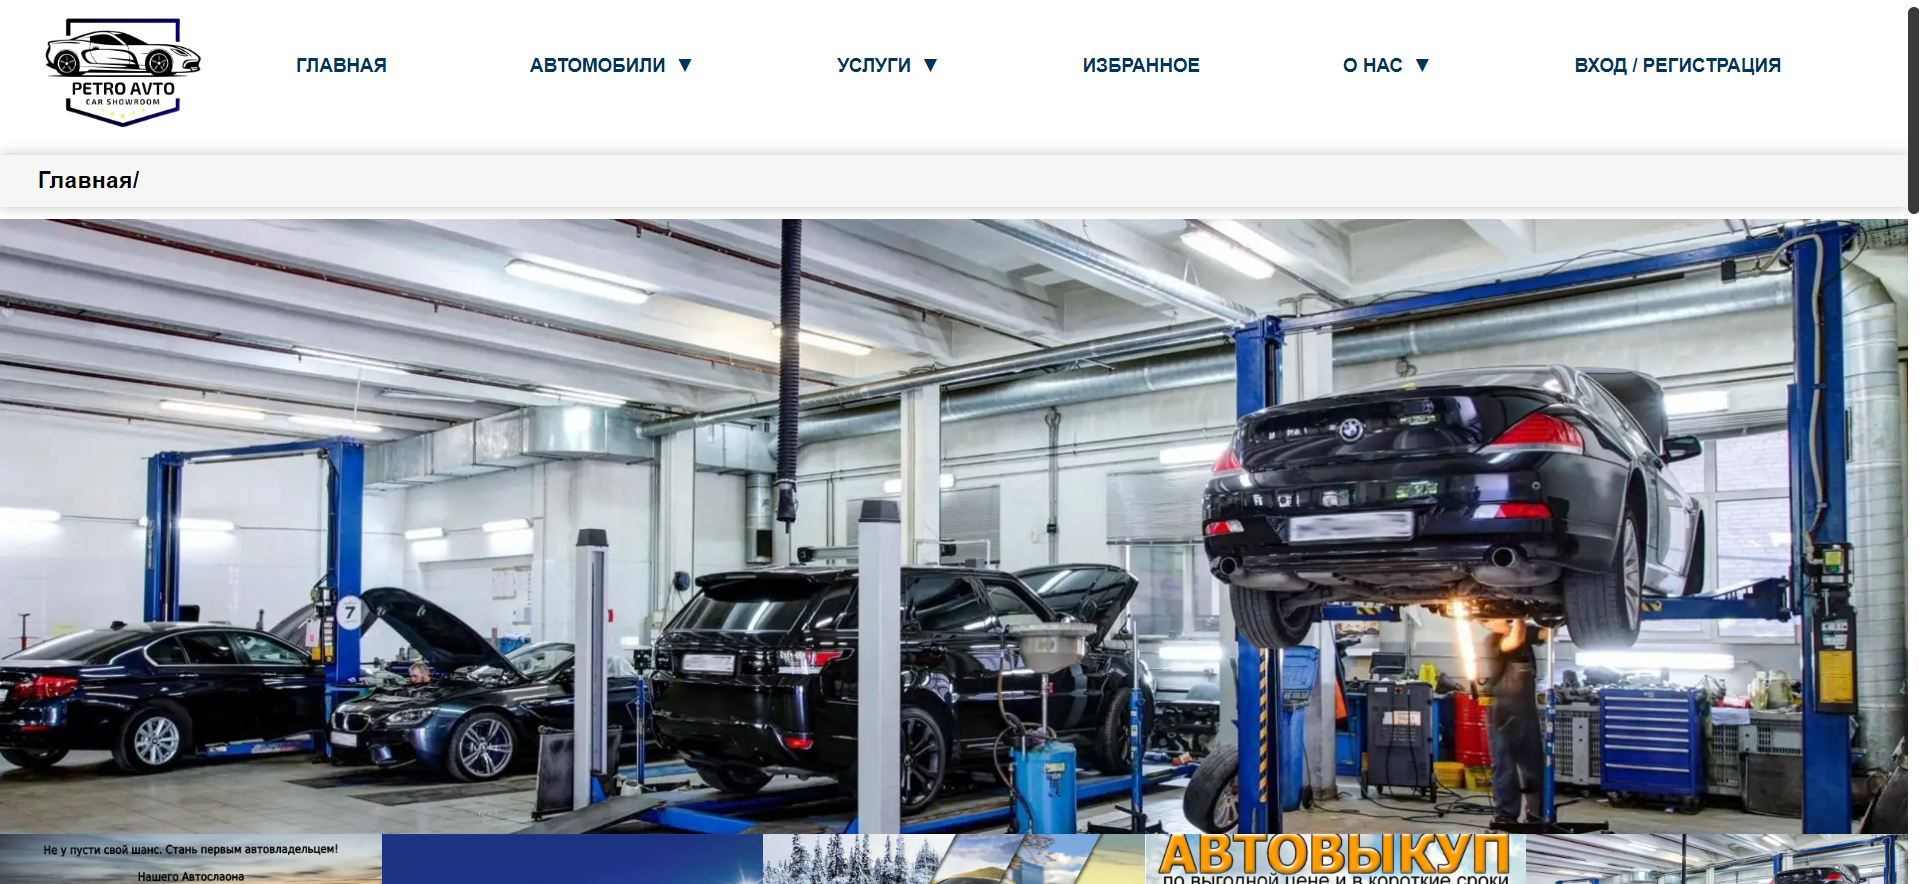 PETRO AVTO
CAR SHOWROOM
ГЛАВНАЯ
АВТОМОБИЛИ ▼
УСЛУГИ ▼
ИЗБРАННОЕ
О НАС ▼
ВХОД / РЕГИСТРАЦИЯ
Главная/
7
Не у пусти свой шанс. Стань первым автовладельцем!
Нашего Автослаона
АВТОВЫКУП
по выгодной цене и в короткие сроки